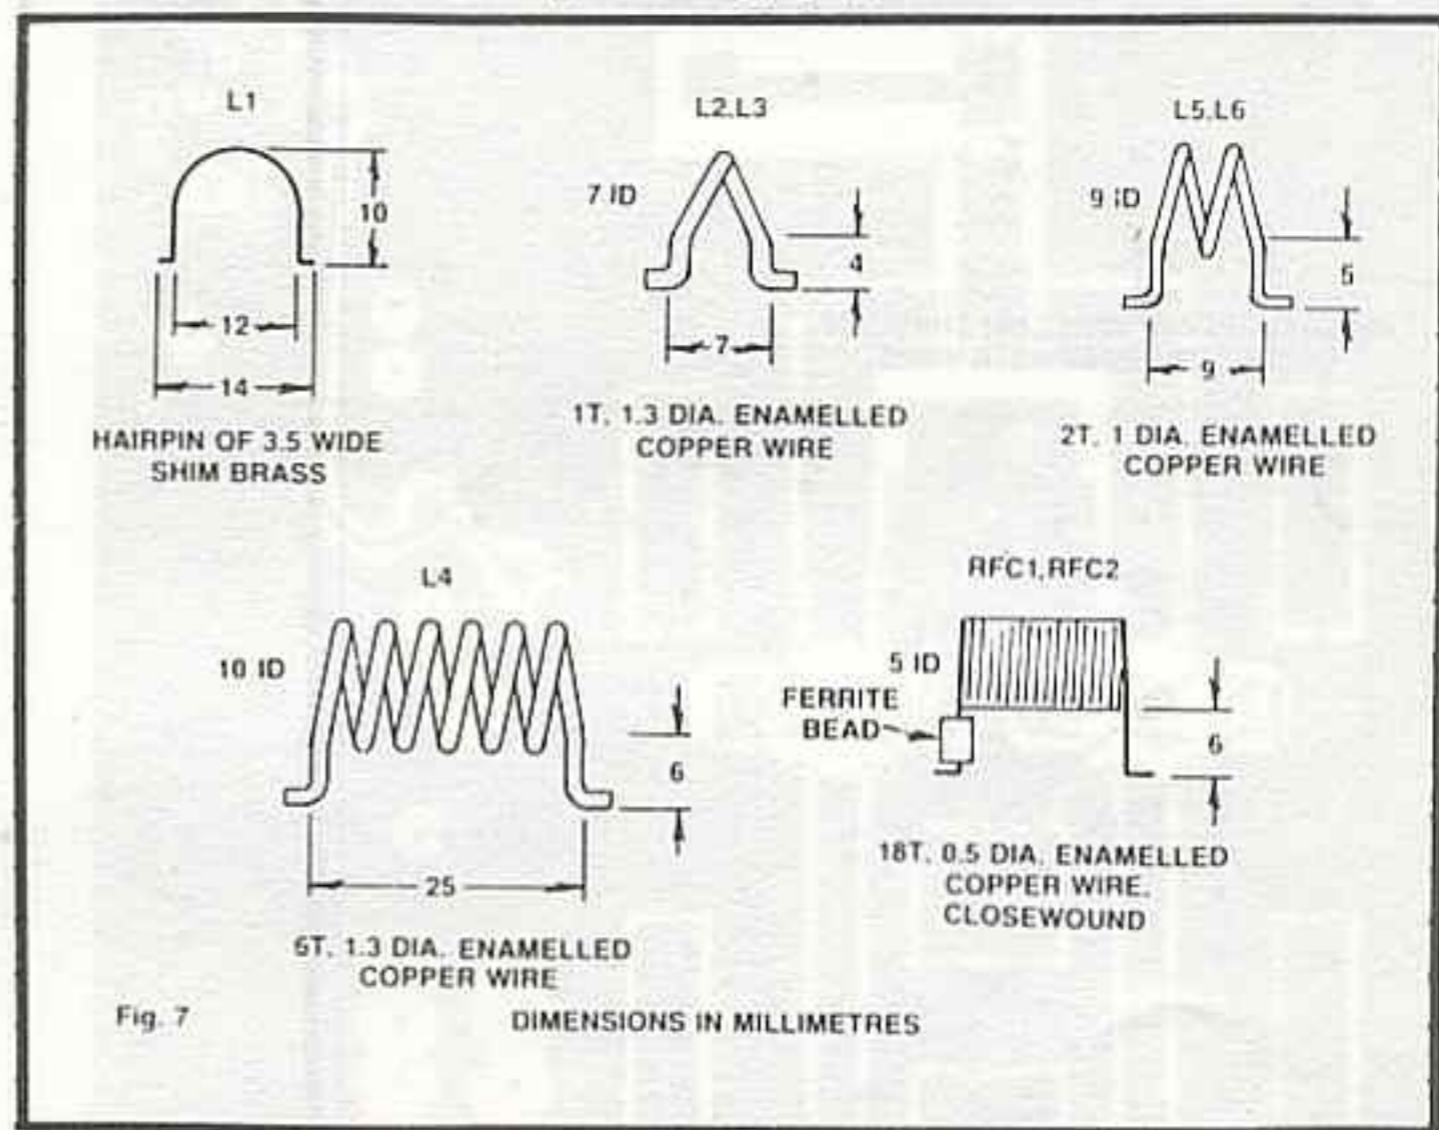 L1
10
12
14
HAIRPIN OF 3.5 WIDE
SHIM BRASS
L2,L3
7 ID
4
7
1T, 1.3 DIA. ENAMELLED
COPPER WIRE
L5,L6
9 ID
5
9
2T, 1 DIA. ENAMELLED
COPPER WIRE
L4
10 ID
6
25
6T, 1.3 DIA. ENAMELLED
COPPER WIRE
RFC1,RFC2
5 ID
FERRITE
BEAD
6
18T, 0.5 DIA. ENAMELLED
COPPER WIRE,
CLOSEWOUND
Fig. 7
DIMENSIONS IN MILLIMETRES